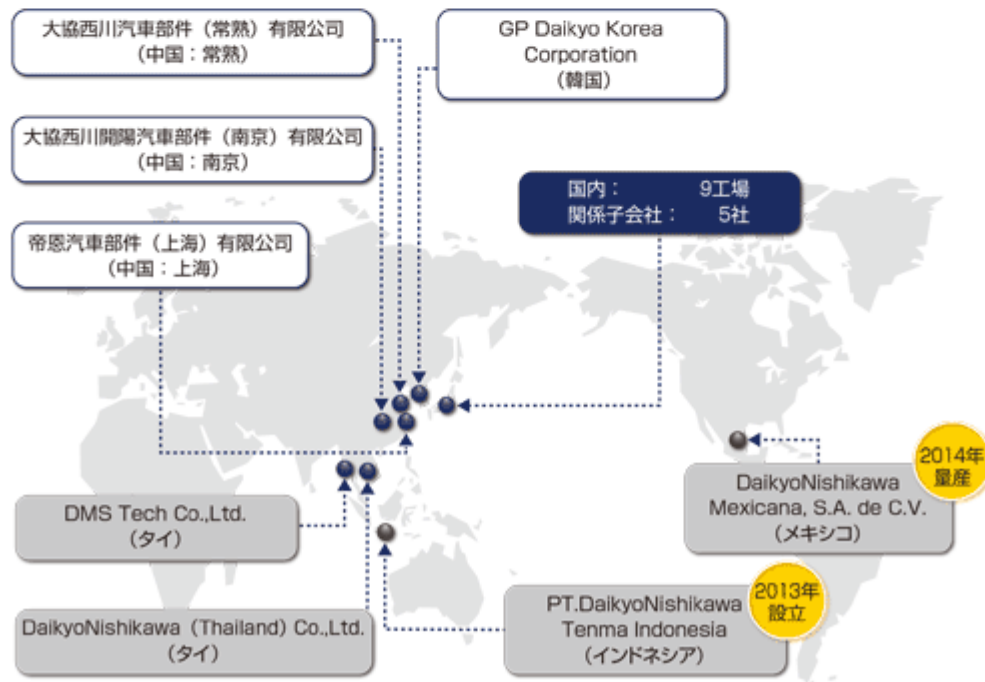 大協西川汽車部件（常熟）有限公司
（中国：常熟）
GP Daikyo Korea
Corporation
（韓国）
大協西川開陽汽車部件（南京）有限公司
（中国：南京）
国内： 9工場
関係子会社： 5社
帝恩汽車部件（上海）有限公司
（中国：上海）
2014年
量産
DaikyoNishikawa
Mexicana, S.A. de C.V.
（メキシコ）
DMS Tech Co.,Ltd.
（タイ）
2013年
設立
PT.DaikyoNishikawa
Tenma Indonesia
（インドネシア）
DaikyoNishikawa（Thailand）Co.,Ltd.
（タイ）